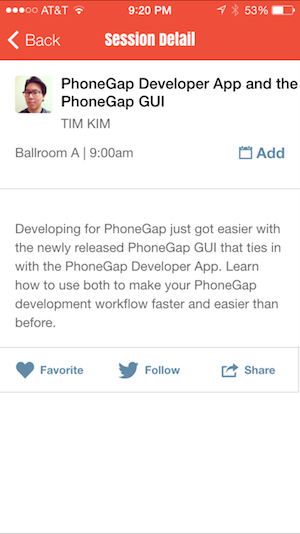 AT&T 9:20 PM 53%
Back Session Detail
PhoneGap Developer App and the
PhoneGap GUI
TIM KIM
Ballroom A | 9:00am Add
Developing for PhoneGap just got easier with
the newly released PhoneGap GUI that ties in
with the PhoneGap Developer App. Learn
how to use both to make your PhoneGap
development workflow faster and easier than
before.
Favorite Follow Share